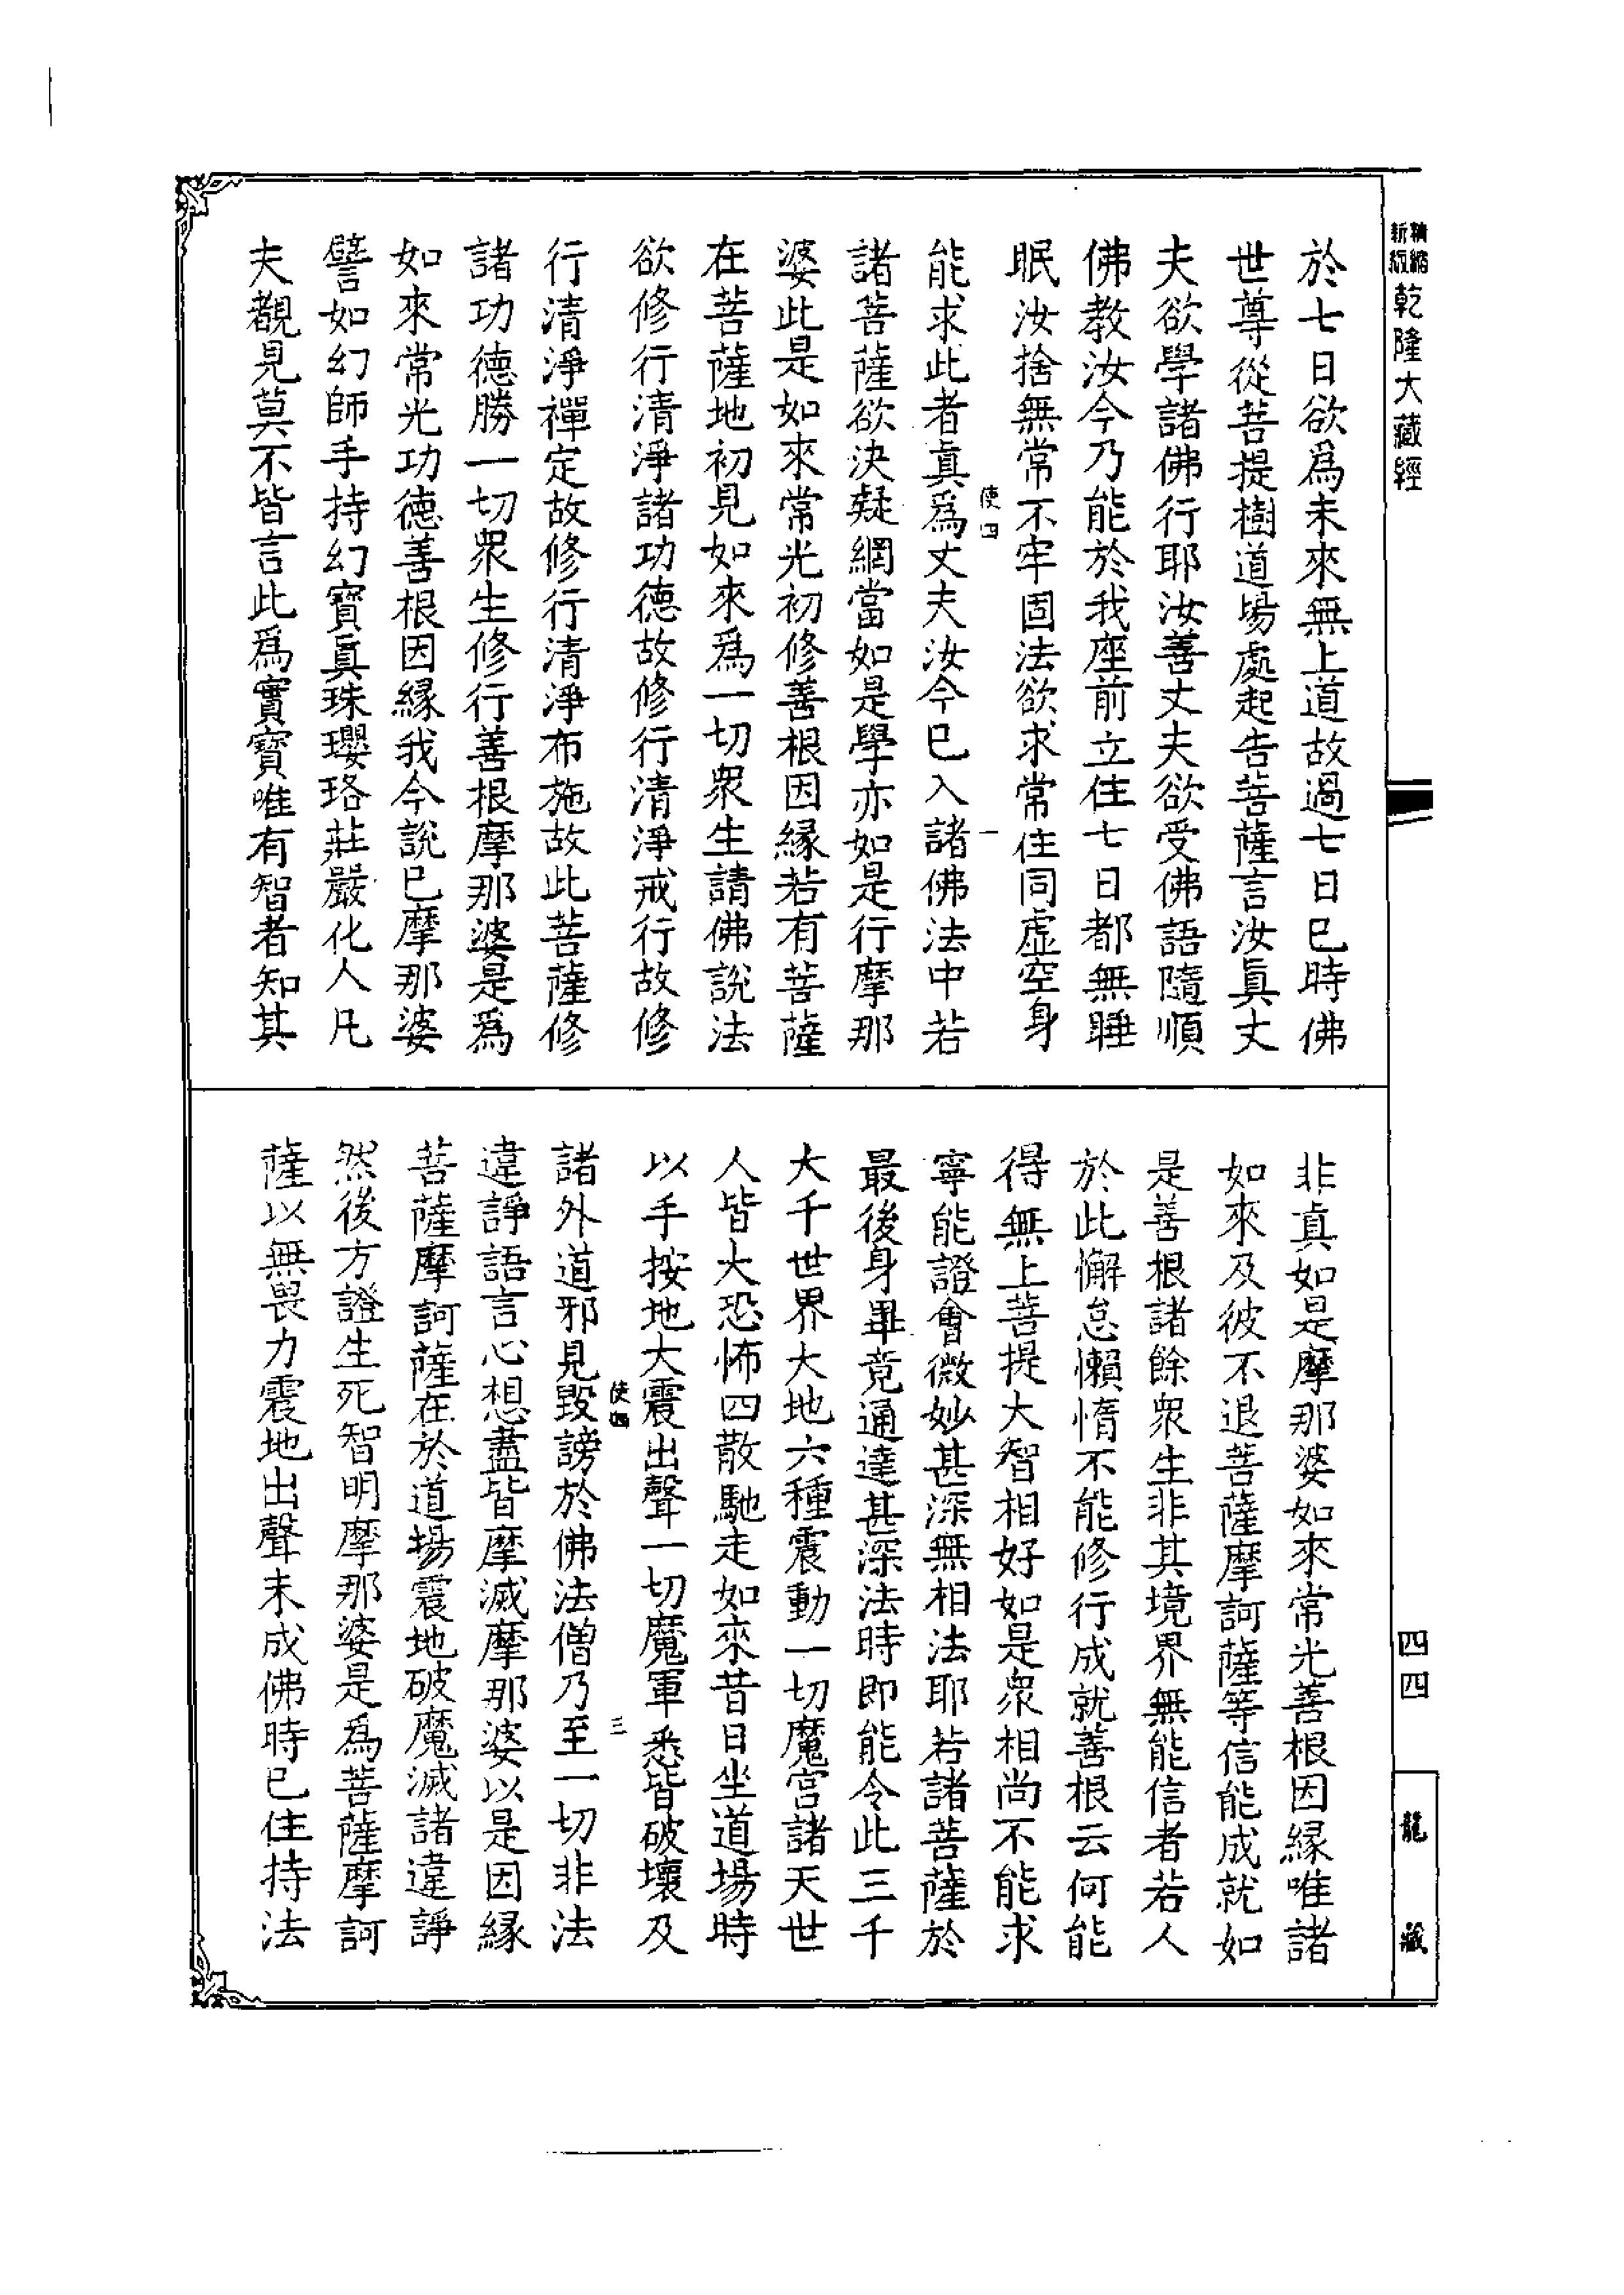 新版
精縮
乾隆大藏經
於七日欲爲未來無上道故過七日已時佛
世尊從菩提樹道場處起告菩薩言汝眞丈
夫欲學諸佛行耶汝善丈夫欲受佛語隨順
佛教汝今乃能於我座前立住七日都無睡
眠汝捨無常不牢固法欲求常住同虛空身
使四
一
能求此者眞爲丈夫汝今已入諸佛法中若
諸菩薩欲決疑網當如是學亦如是行摩那
婆此是如來常光初修善根因緣若有菩薩
在菩薩地初見如來爲一切衆生請佛說法
欲修行清淨諸功德故修行清淨戒行故修
行清淨禪定故修行清淨布施故此菩薩修
諸功德勝一切衆生修行善根摩那婆是爲
如來常光功德善根因緣我今說已摩那婆
譬如幻師手持幻寶眞珠瓔珞莊嚴化人凡
夫觀見莫不皆言此爲實寶唯有智者知其
非眞如是摩那婆如來常光善根因緣唯諸
如來及彼不退菩薩摩訶薩等信能成就如
是善根諸餘衆生非其境界無能信者若人
於此懈怠懶惰不能修行成就善根云何能
得無上菩提大智相好如是衆相尚不能求
寧能證會微妙甚深無相法耶若諸菩薩於
最後身畢竟通達甚深法時即能令此三千
大千世界大地六種震動一切魔宮諸天世
人皆大恐怖四散馳走如來昔日坐道場時
以手按地大震出聲一切魔軍悉皆破壞及
使四
三
諸外道邪見毀謗於佛法僧乃至一切非法
違諍語言心想盡皆摩滅摩那婆以是因緣
菩薩摩訶薩在於道場震地破魔滅諸違諍
然後方證生死智明摩那婆是爲菩薩摩訶
薩以無畏力震地出聲未成佛時已住持法
四四
龍藏